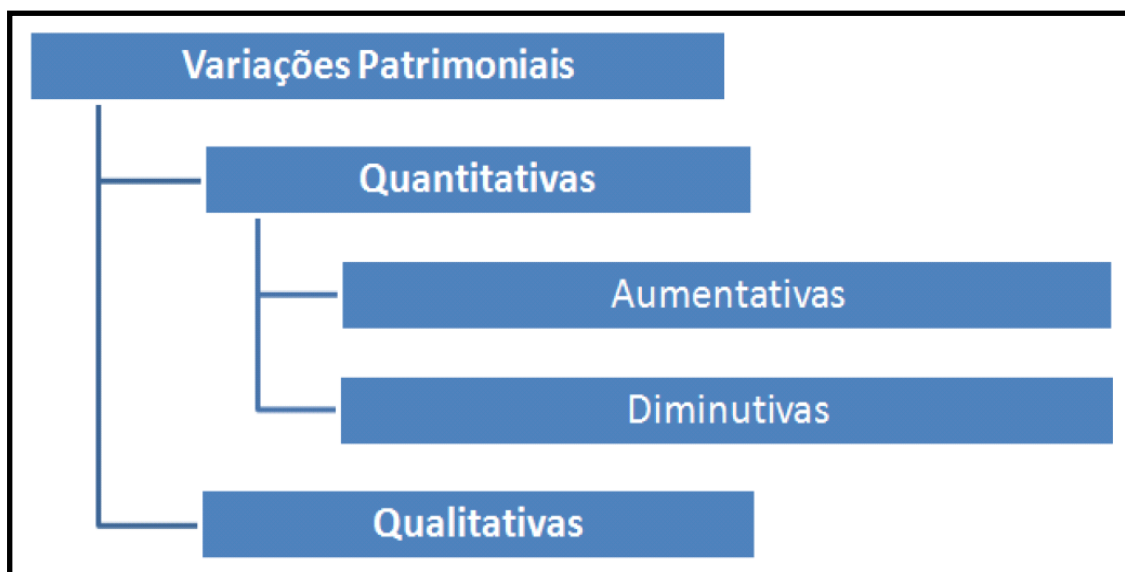 Variações Patrimoniais
Quantitativas
Aumentativas
Diminutivas
Qualitativas